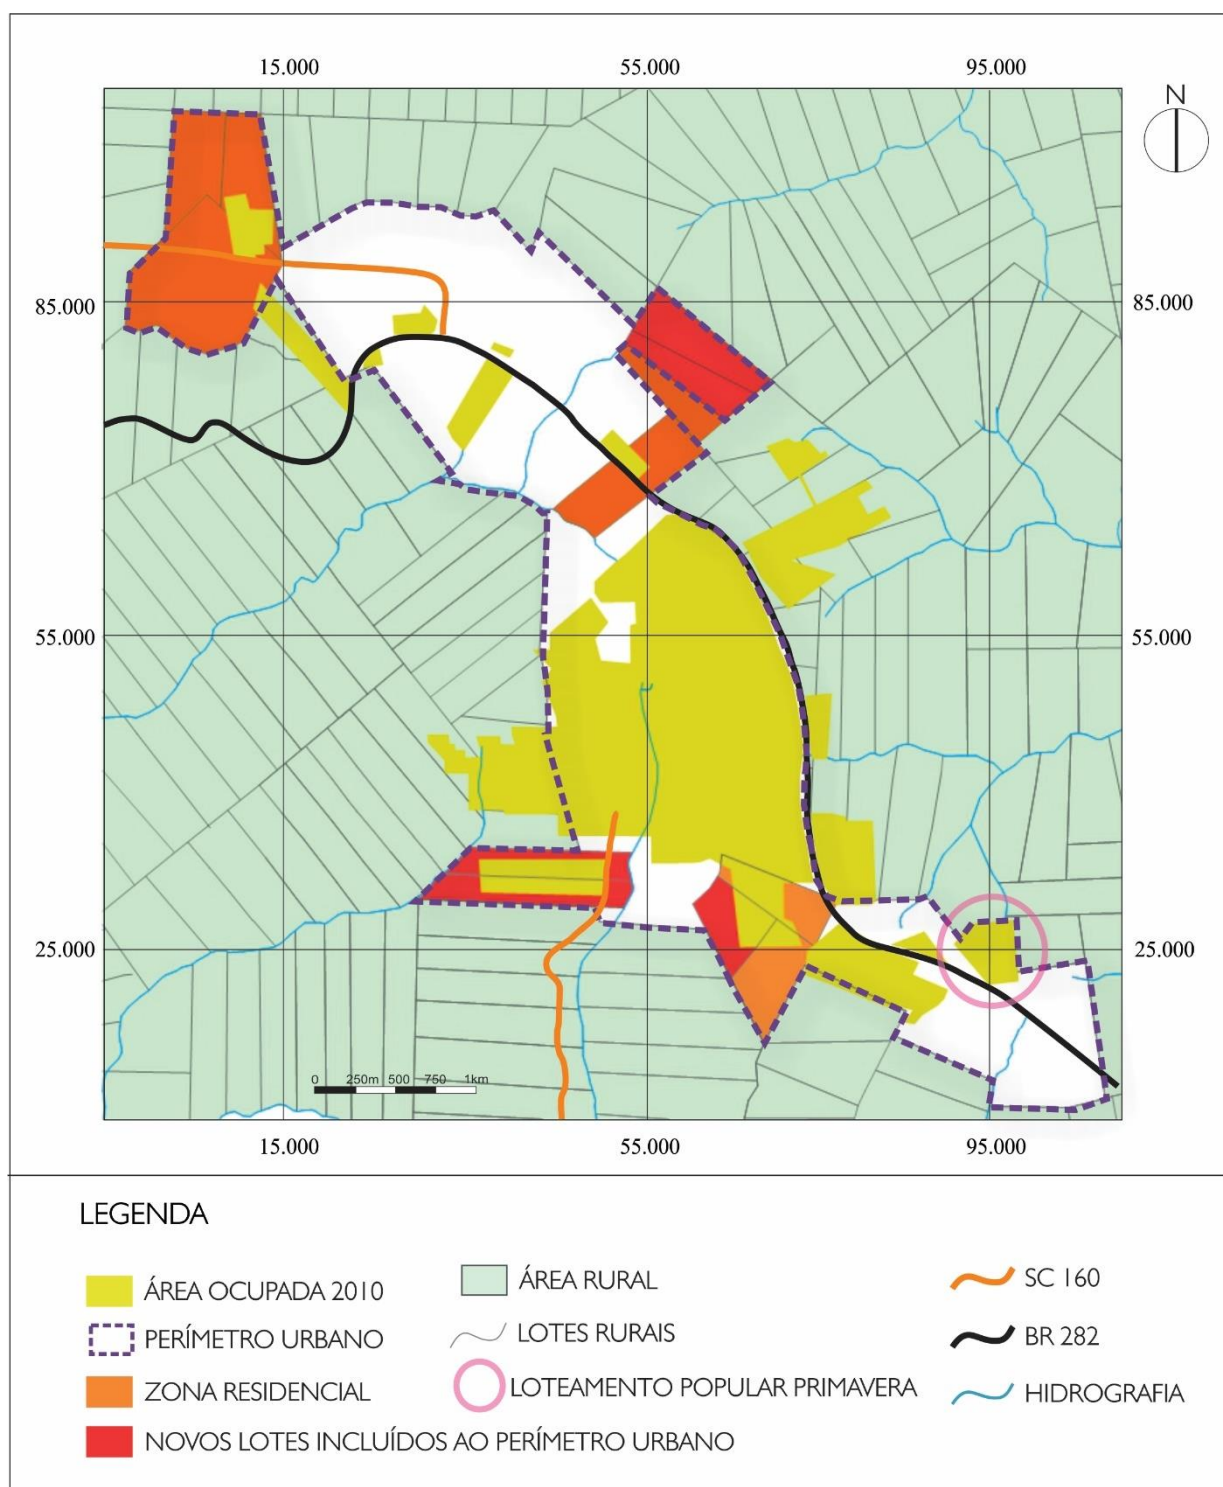 15.000 55.000 95.000
N
85.000 85.000
55.000 55.000
25.000 25.000
0 250m 500 750 1km
15.000 55.000 95.000
LEGENDA
ÁREA OCUPADA 2010
PERÍMETRO URBANO
ZONA RESIDENCIAL
NOVOS LOTES INCLUÍDOS AO PERÍMETRO URBANO
ÁREA RURAL
LOTES RURAIS
LOTEAMENTO POPULAR PRIMAVERA
SC 160
BR 282
HIDROGRAFIA